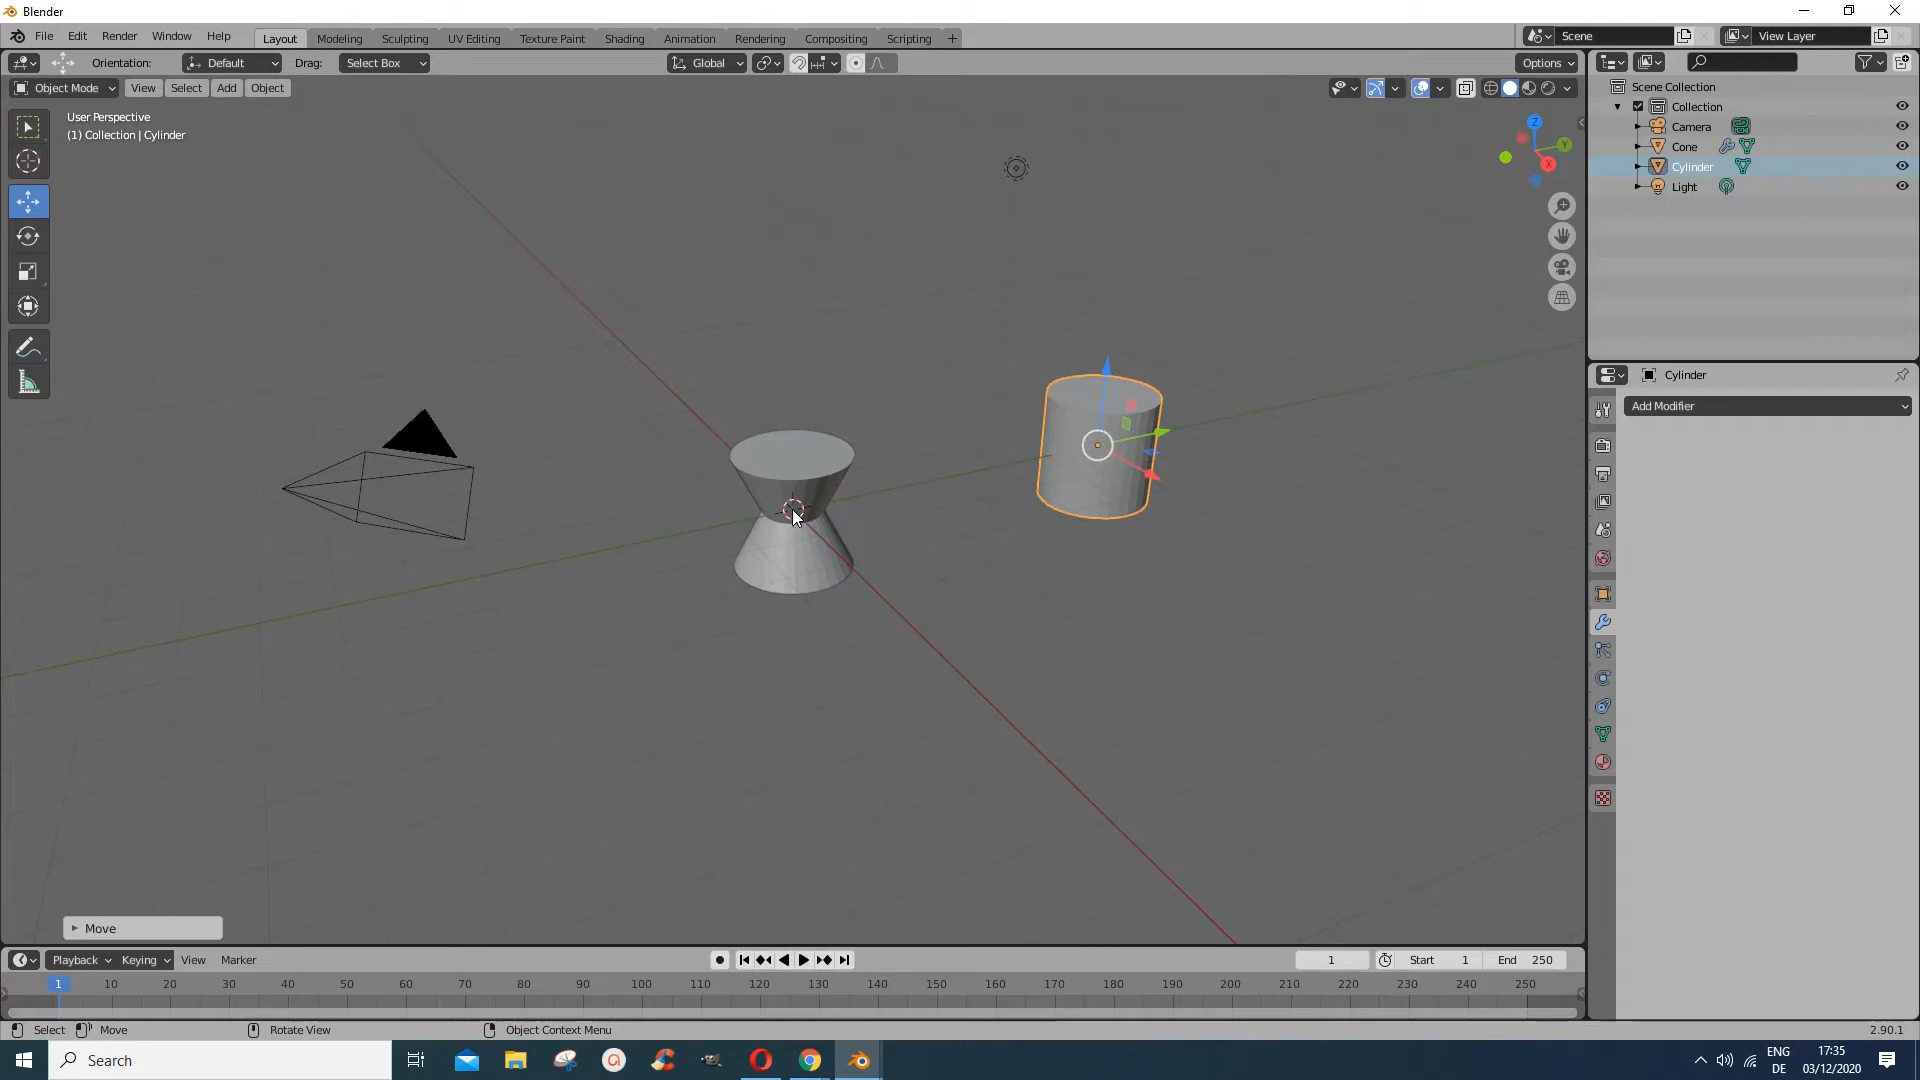 Blender
File Edit Render Window Help Layout Modeling Sculpting UV Editing Texture Paint Shading Animation Rendering Compositing Scripting + Scene View Layer
Orientation: Default Drag: Select Box Global Options
Object Mode View Select Add Object
User Perspective
(1) Collection | Cylinder
Z
Y
X
Scene Collection
Collection
Camera
Cone
Cylinder
Light
Cylinder
Add Modifier
Move
Playback Keying View Marker 1 Start 1 End 250
1 10 20 30 40 50 60 70 80 90 100 110 120 130 140 150 160 170 180 190 200 210 220 230 240 250
Select Move Rotate View Object Context Menu 2.90.1
Search
ENG
DE
17:35
03/12/2020